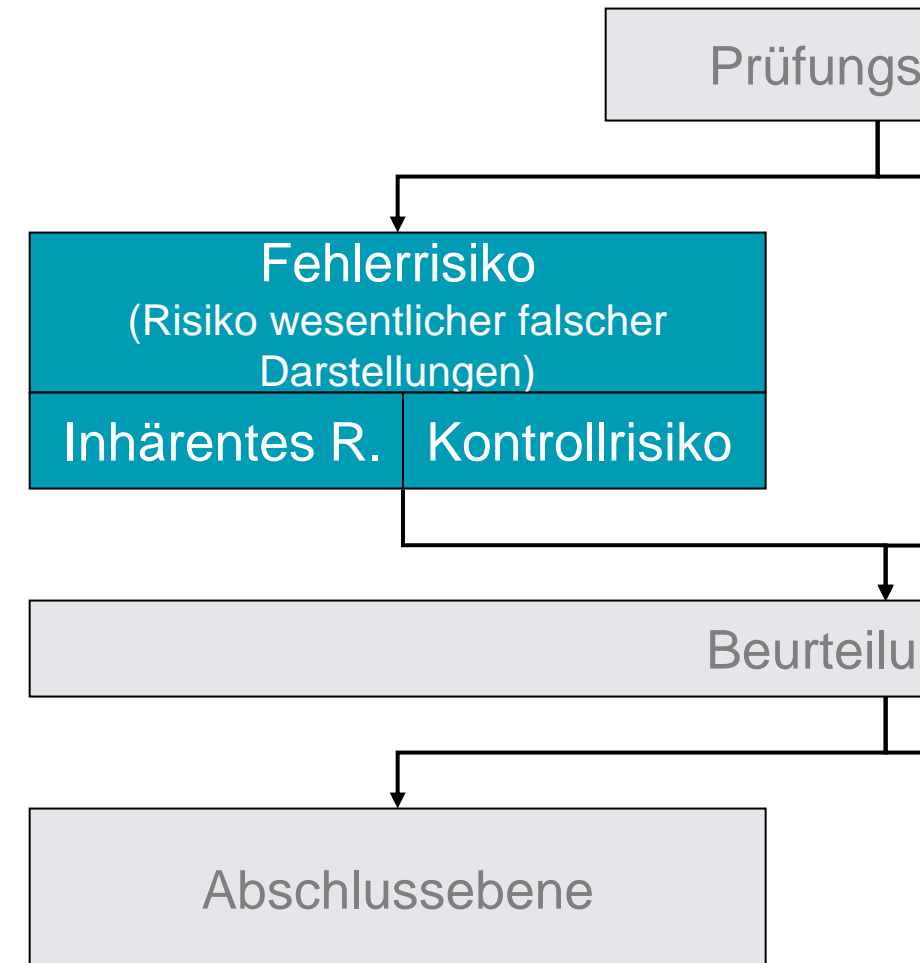 Prüfungs
Fehlerrisiko
(Risiko wesentlicher falscher
Darstellungen)
Inhärentes R. Kontrollrisiko
Beurteilu
Abschlussebene